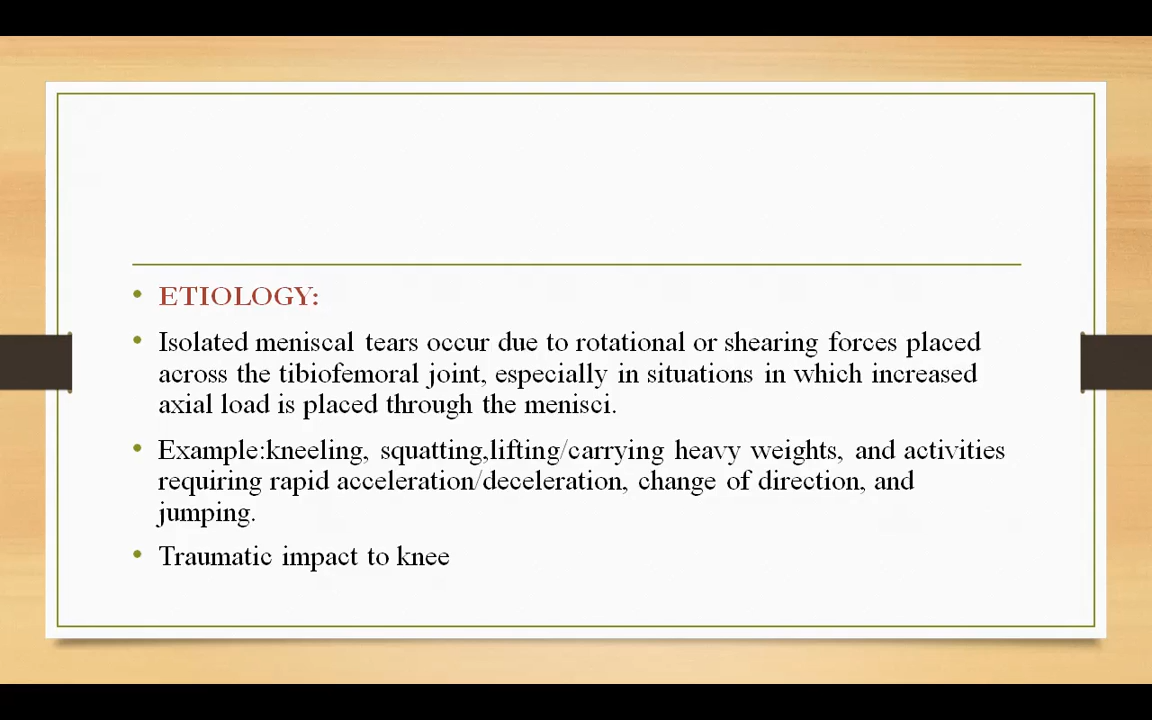 ETIOLOGY:
Isolated meniscal tears occur due to rotational or shearing forces placed
across the tibiofemoral joint, especially in situations in which increased
axial load is placed through the menisci.
Example:kneeling, squatting,lifting/carrying heavy weights, and activities
requiring rapid acceleration/deceleration, change of direction, and
jumping.
Traumatic impact to knee